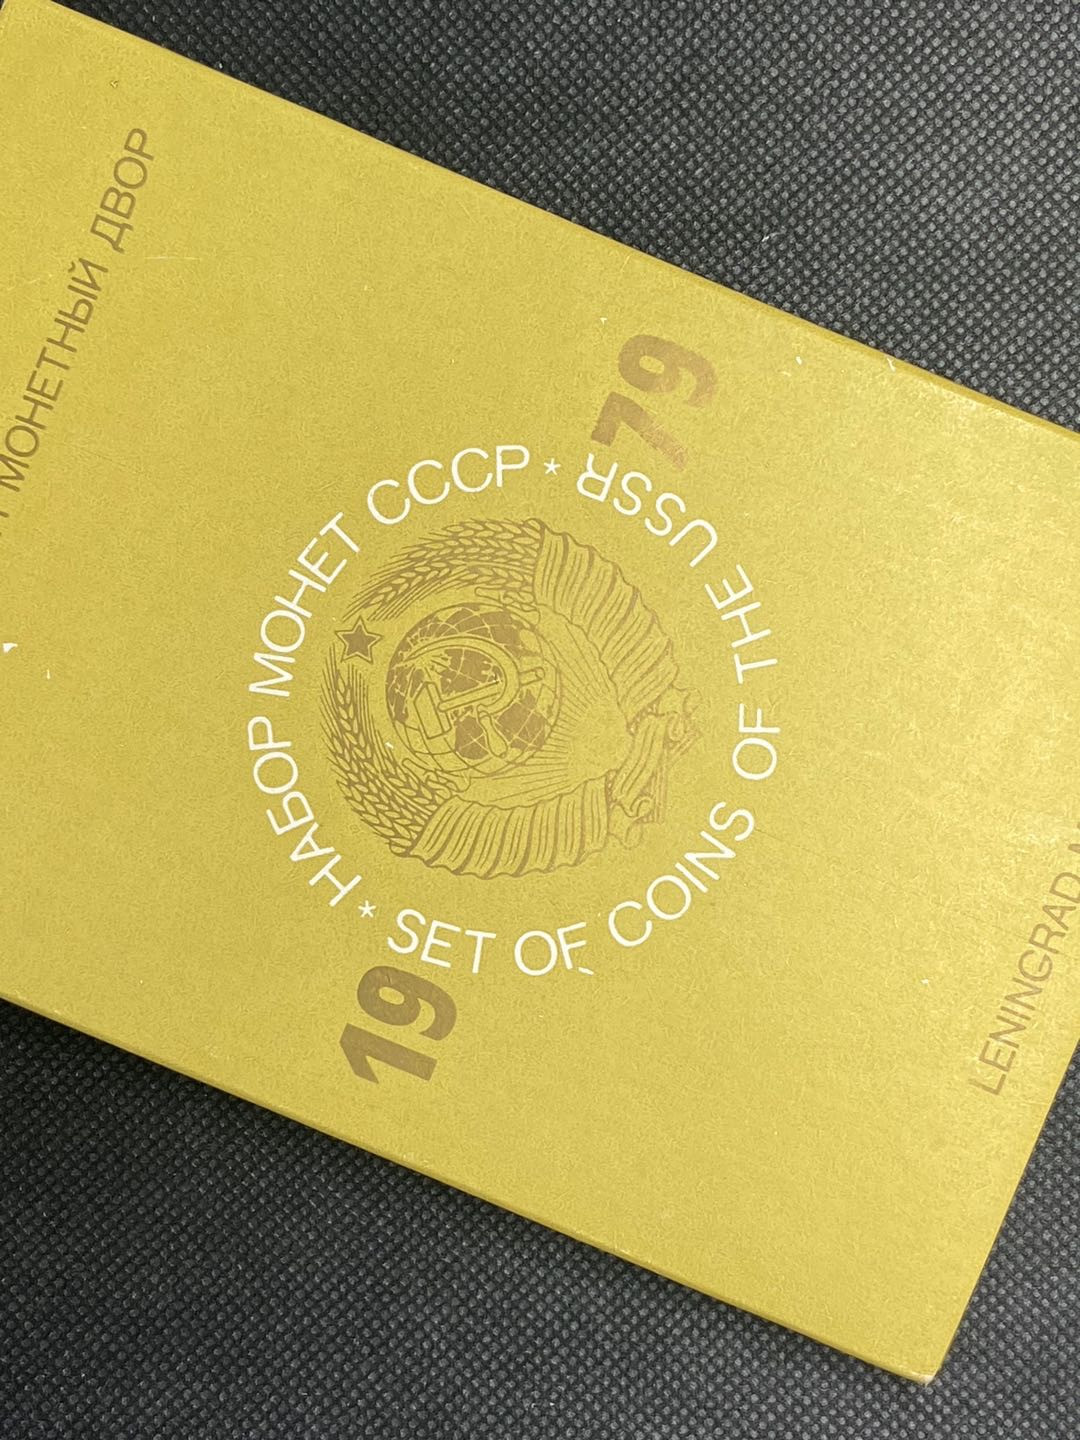 МОНЕТНЫЙ ДВОР
НАБОР МОНЕТ СССР *
SET OF COINS OF THE USSR *
19 79
LENINGRAD